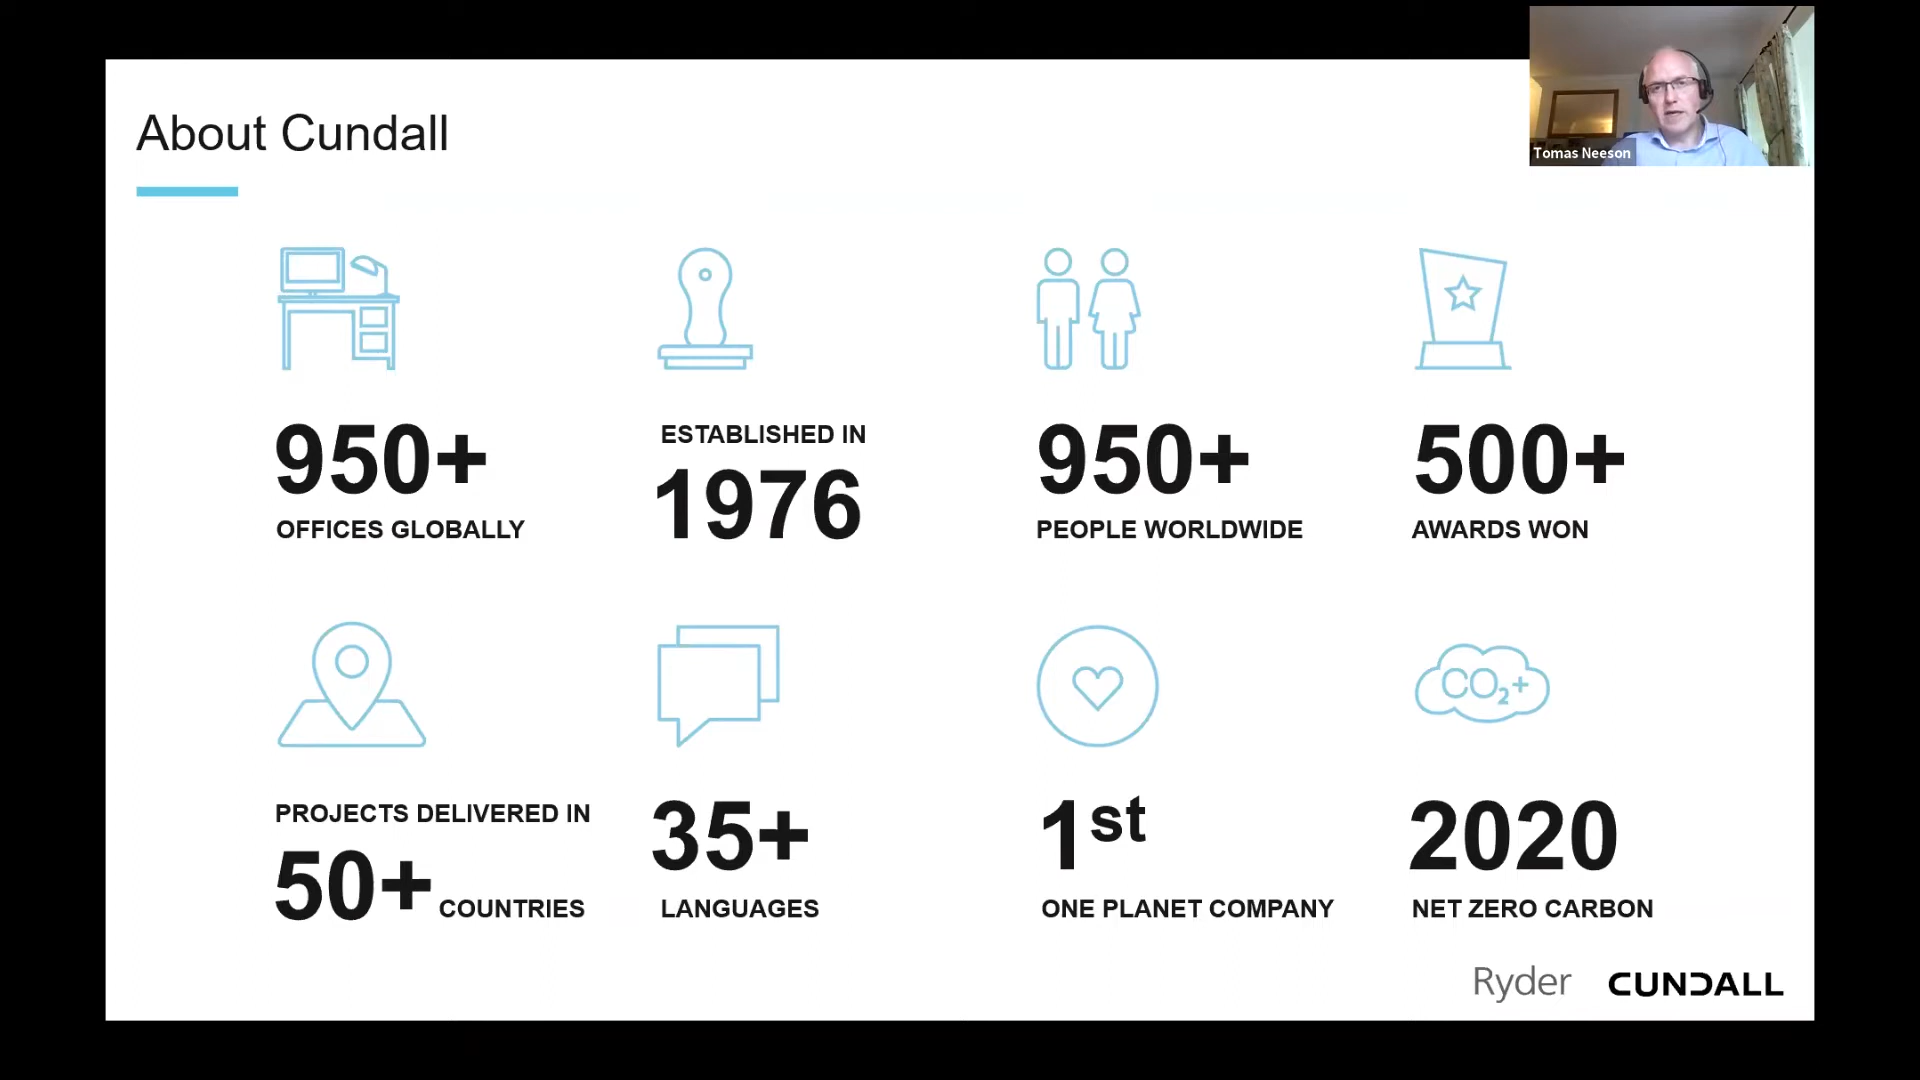 About Cundall
Tomas Neeson
950+
OFFICES GLOBALLY
ESTABLISHED IN
1976
950+
PEOPLE WORLDWIDE
500+
AWARDS WON
PROJECTS DELIVERED IN
50+ COUNTRIES
35+
LANGUAGES
1st
ONE PLANET COMPANY
CO2+
2020
NET ZERO CARBON
Ryder CUNDALL